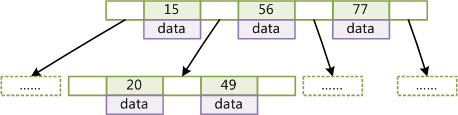 15 56 77
data data data
...... 20 49 ...... ......
data data